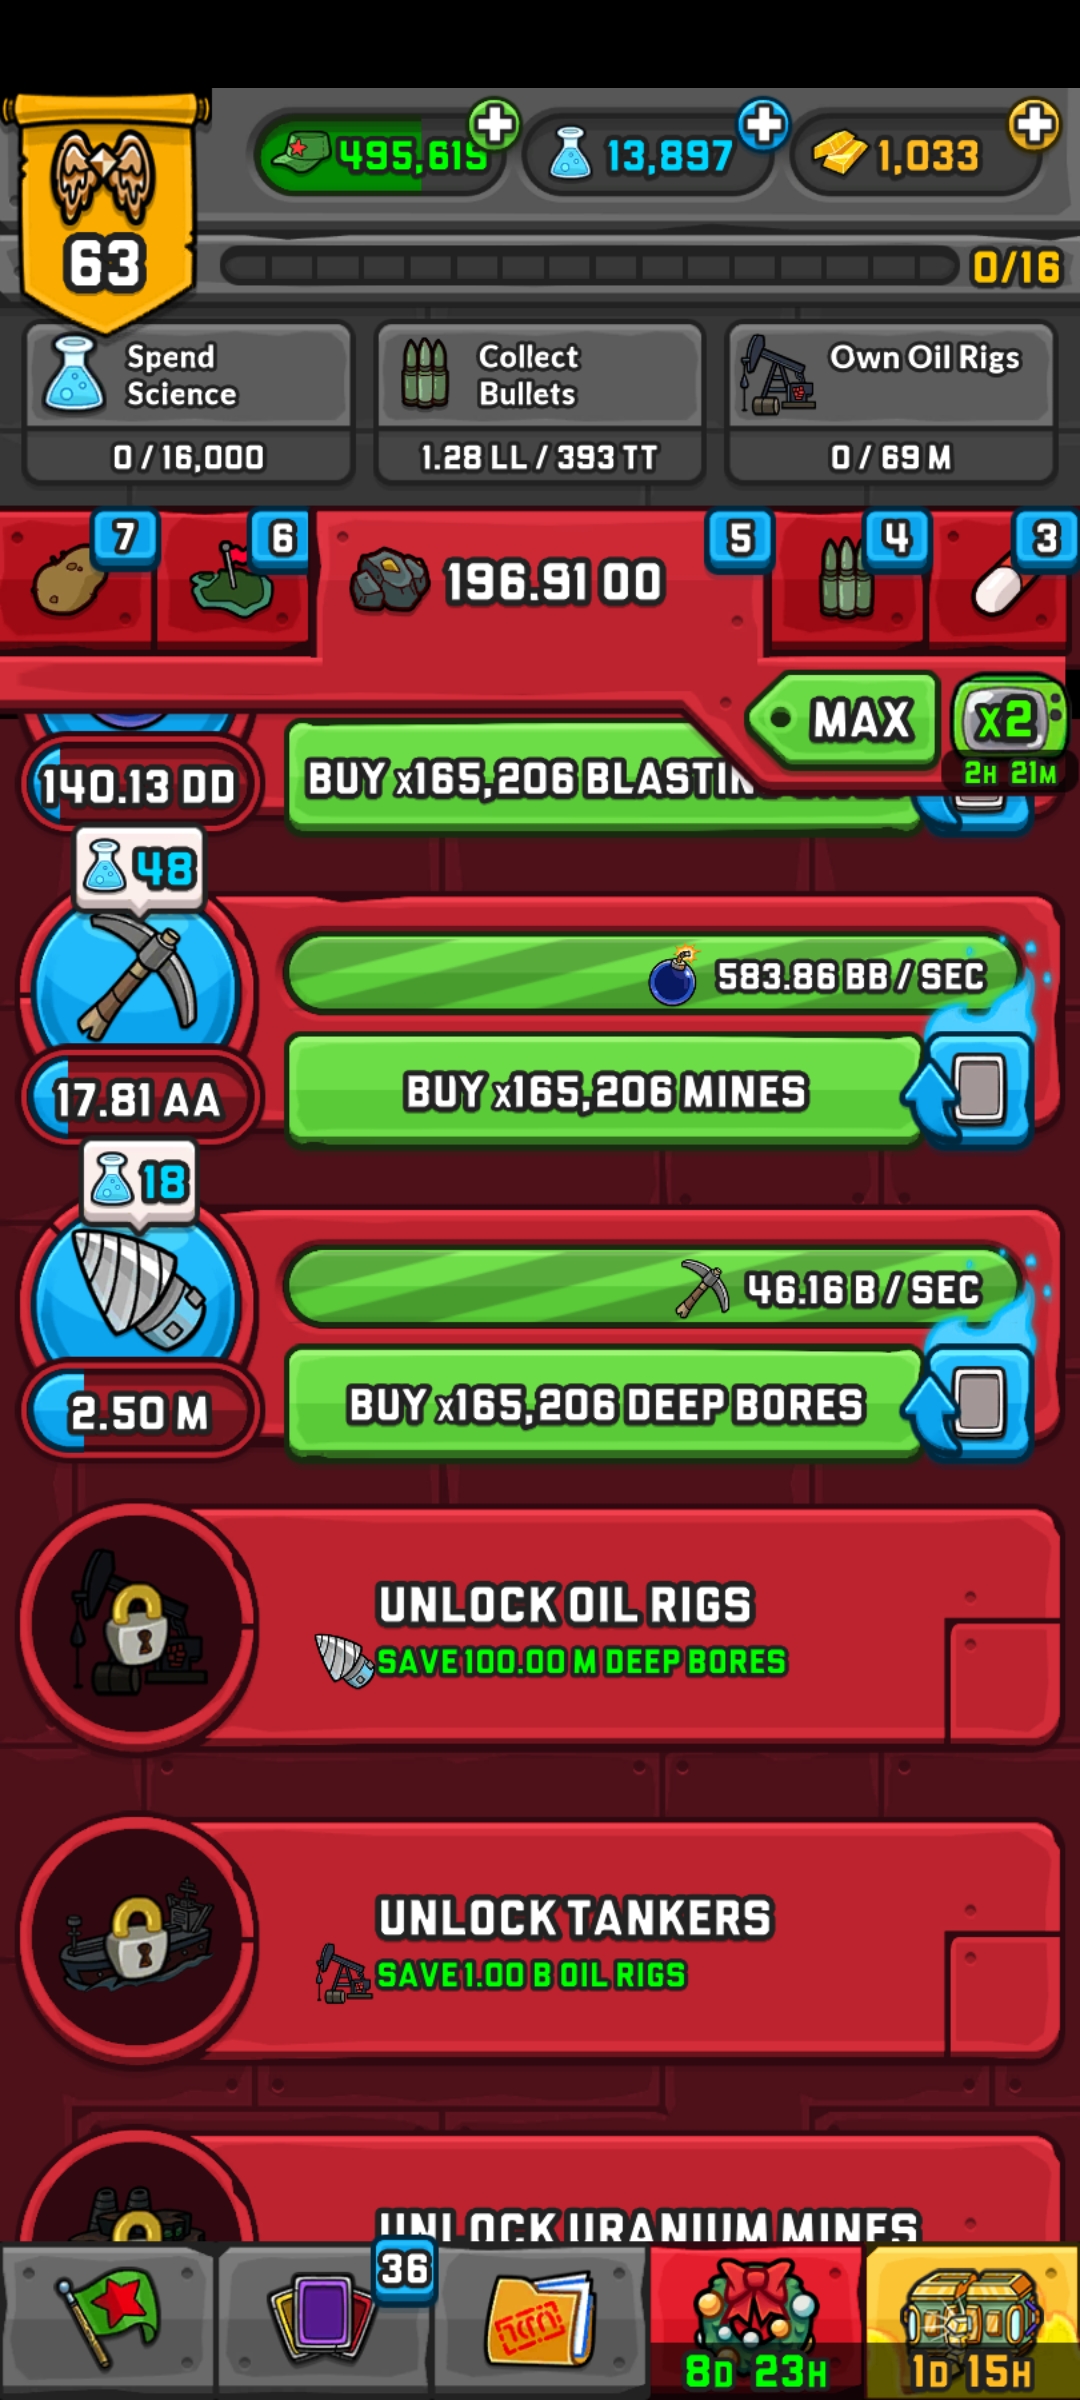 63
495,615
13,897
1,033
0/16
Spend
Science
0 / 16,000
Collect
Bullets
1.28 LL / 393 TT
Own Oil Rigs
0 / 69 M
7
6
196.91 OO
5
4
3
MAX
x2
2H 21M
140.13 DD
BUY x165,206 BLASTIN
48
583.86 BB / SEC
17.81 AA
BUY x165,206 MINES
18
46.16 B / SEC
2.50 M
BUY x165,206 DEEP BORES
UNLOCK OIL RIGS
SAVE 100.00 M DEEP BORES
UNLOCK TANKERS
SAVE 1.00 B OIL RIGS
UNLOCK URANIUM MINES
36
8D 23H
1D 15H